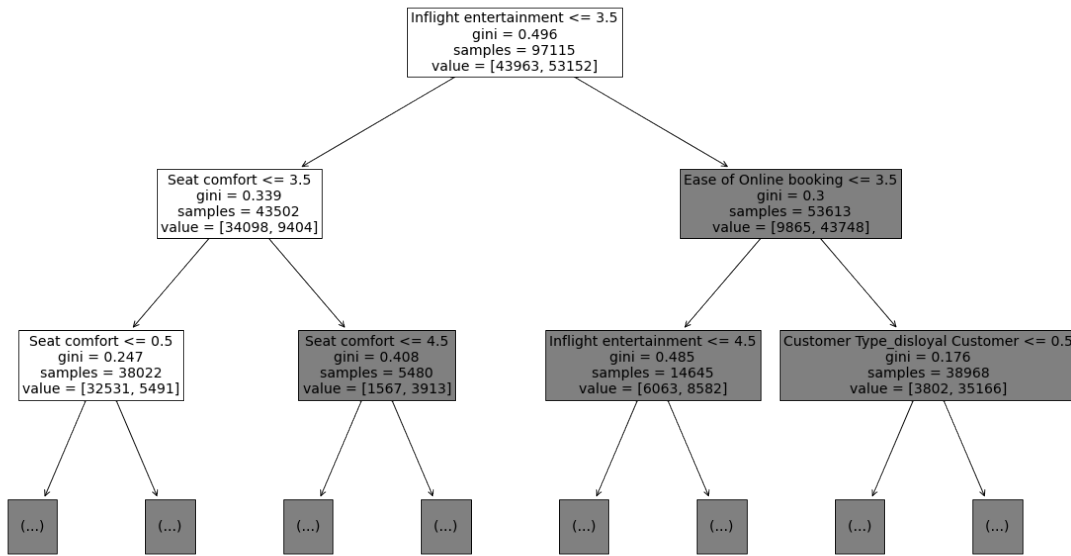 Inflight entertainment <= 3.5
gini = 0.496
samples = 97115
value = [43963, 53152]
Seat comfort <= 3.5
gini = 0.339
samples = 43502
value = [34098, 9404]
Ease of Online booking <= 3.5
gini = 0.3
samples = 53613
value = [9865, 43748]
Seat comfort <= 0.5
gini = 0.247
samples = 38022
value = [32531, 5491]
Seat comfort <= 4.5
gini = 0.408
samples = 5480
value = [1567, 3913]
Inflight entertainment <= 4.5
gini = 0.485
samples = 14645
value = [6063, 8582]
Customer Type_disloyal Customer <= 0.5
gini = 0.176
samples = 38968
value = [3802, 35166]
(...)
(...)
(...)
(...)
(...)
(...)
(...)
(...)